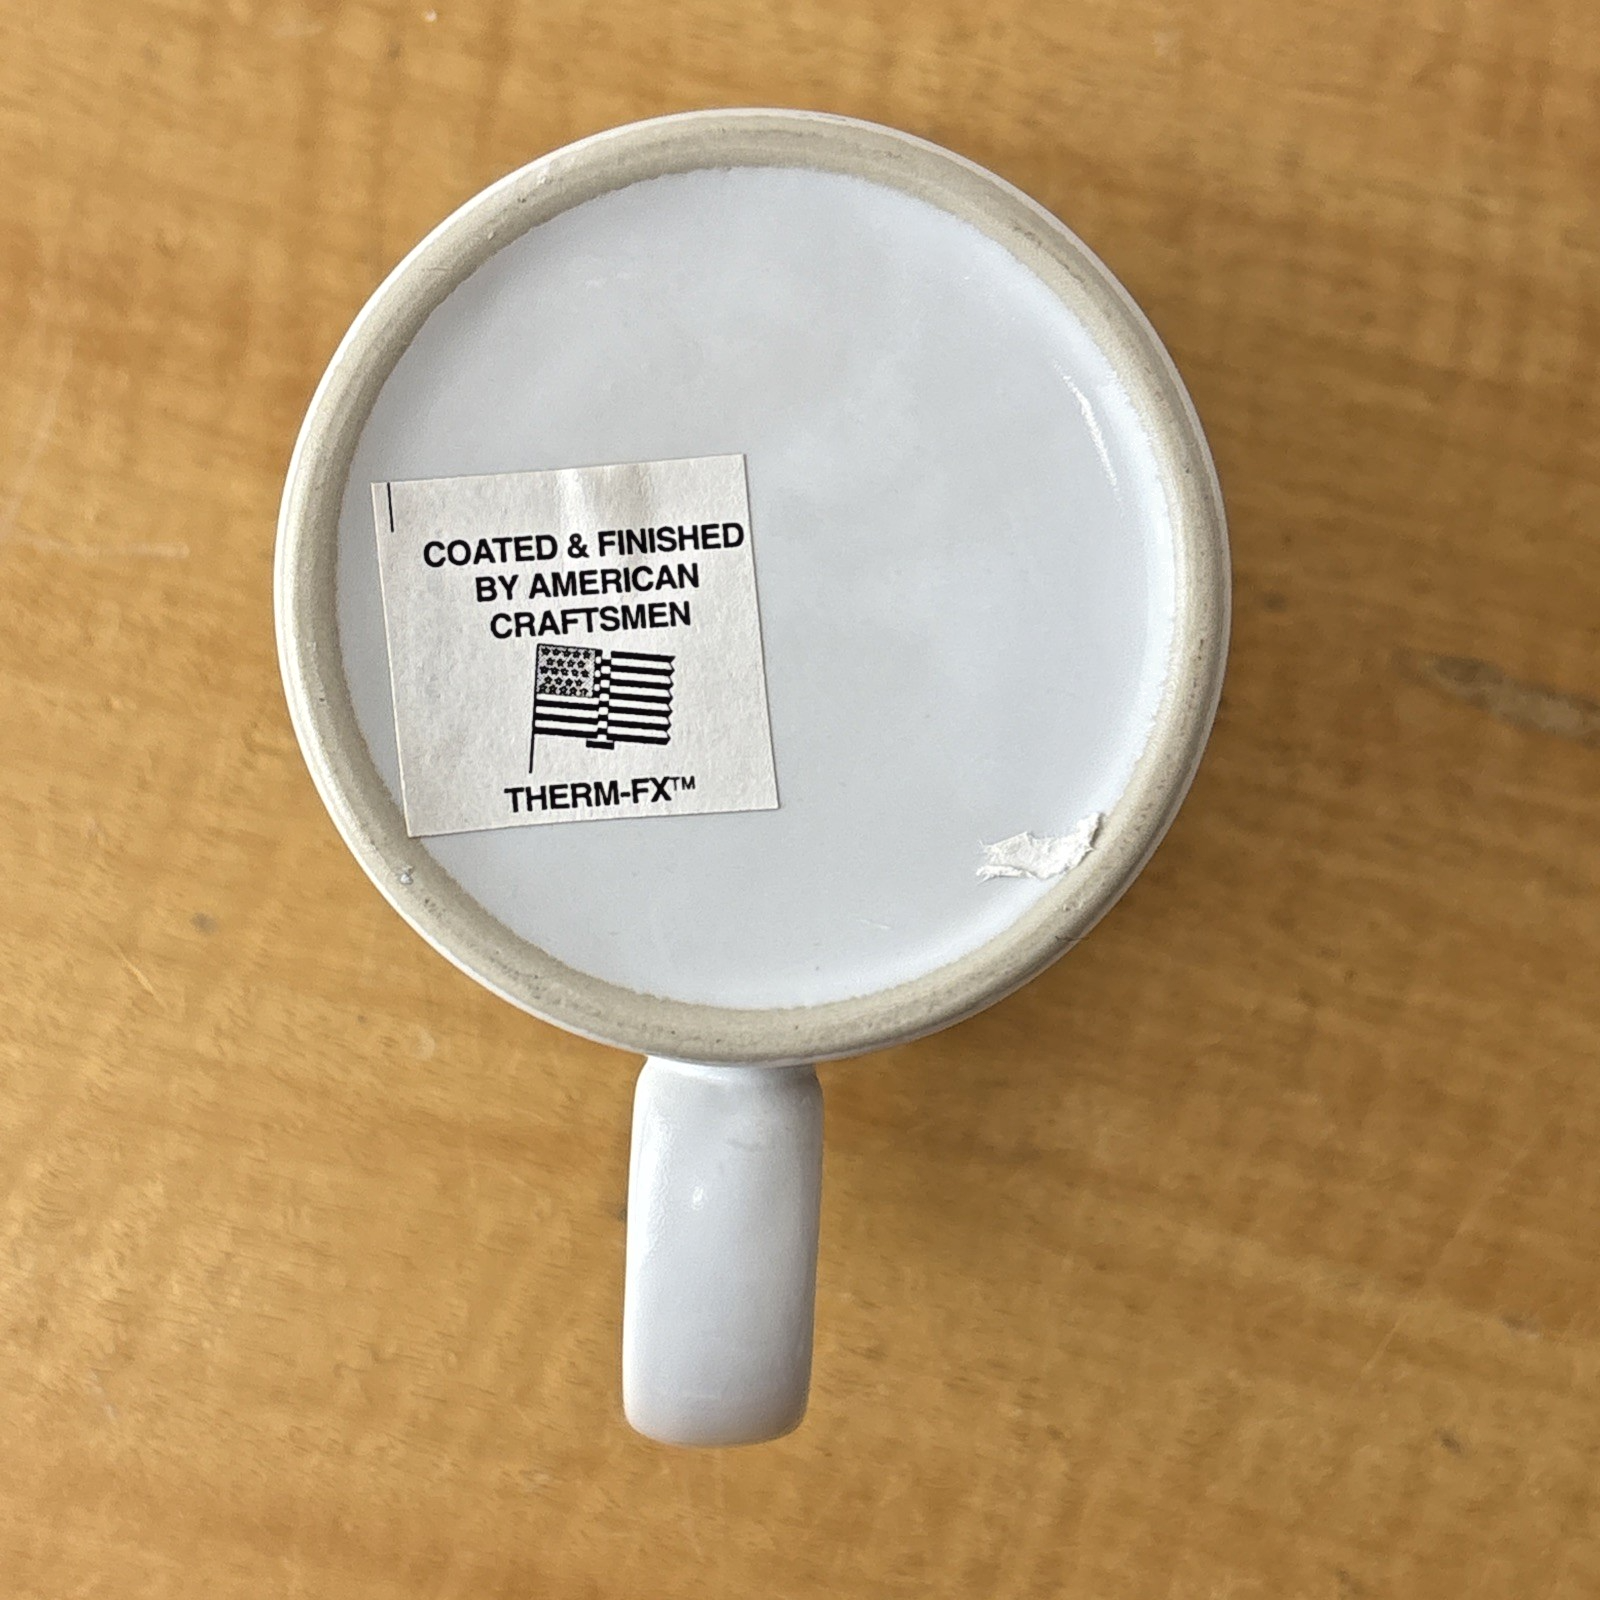 COATED & FINISHED
BY AMERICAN
CRAFTSMEN
THERM-FX™